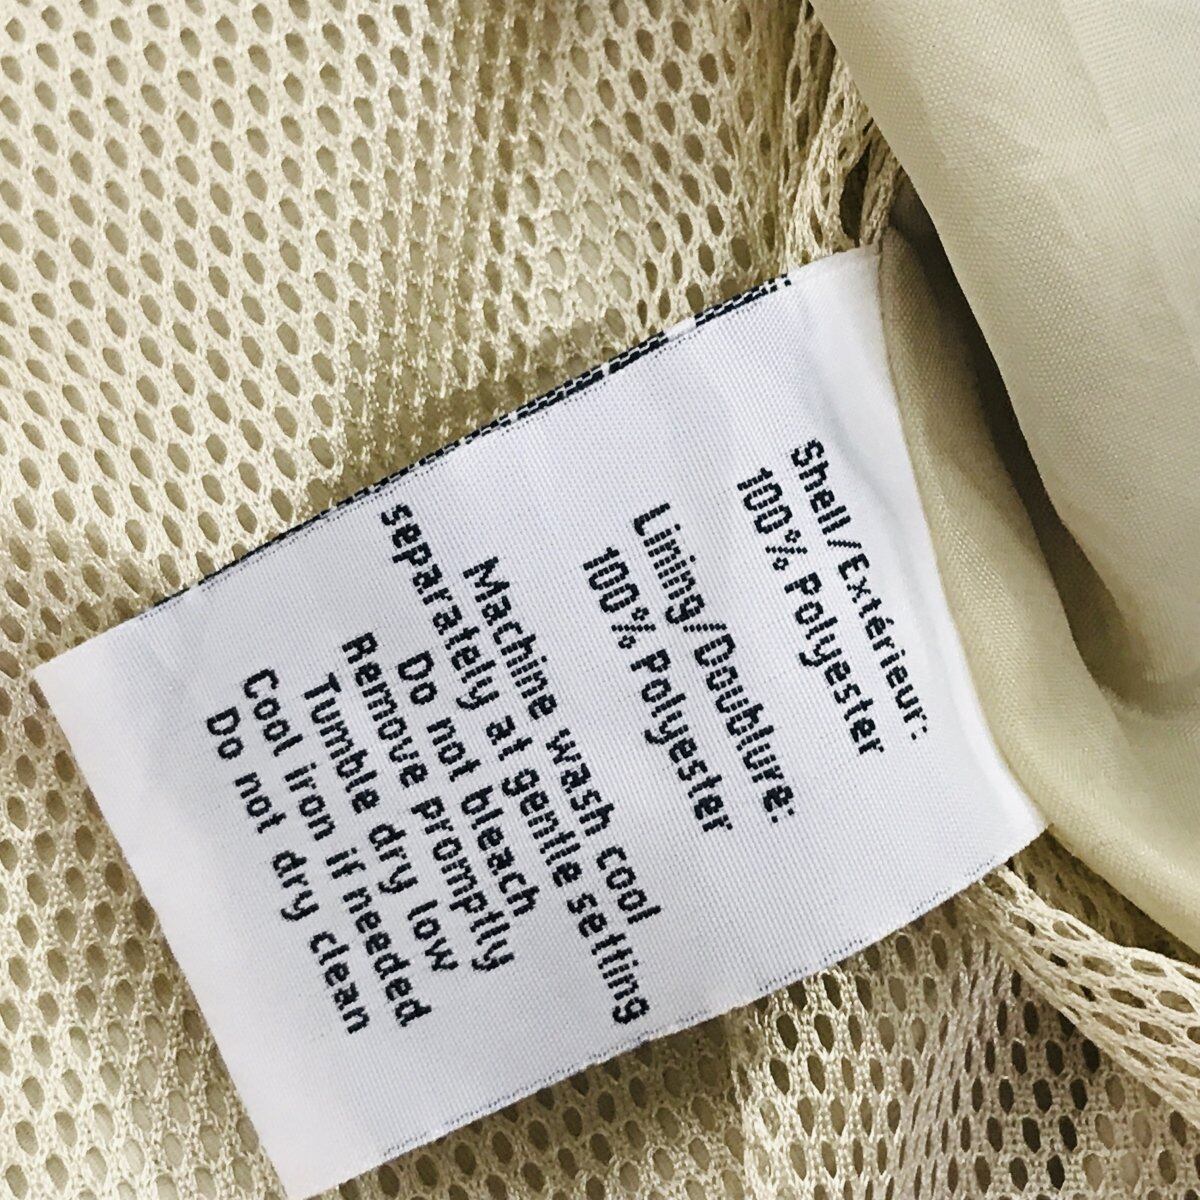 Shell/Extérieur:
100% Polyester
Lining/Doublure:
100% Polyester
Machine wash cool
separately at gentle setting
Do not bleach
Remove promptly
Tumble dry low
Cool iron if needed
Do not dry clean